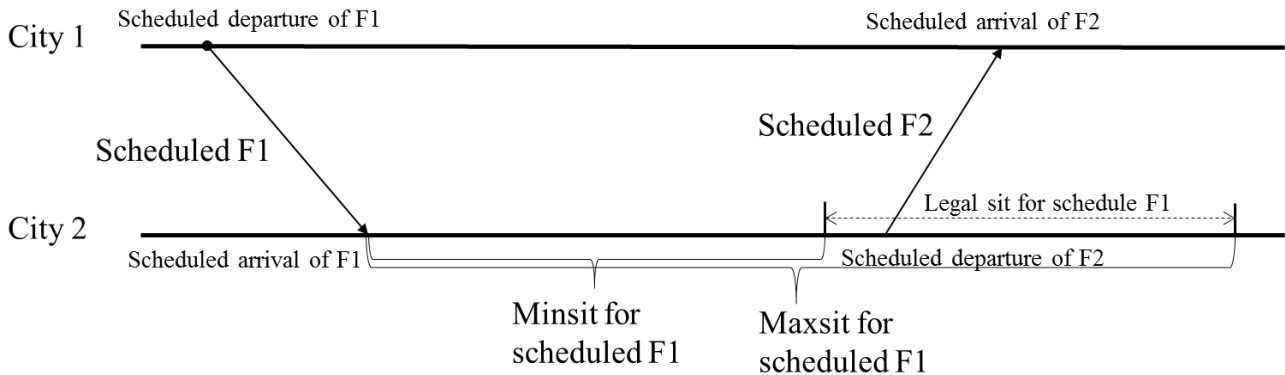 Scheduled departure of F1
Scheduled arrival of F2
City 1
Scheduled F1
Scheduled F2
Legal sit for schedule F1
City 2
Scheduled arrival of F1
Scheduled departure of F2
Minsit for
scheduled F1
Maxsit for
scheduled F1